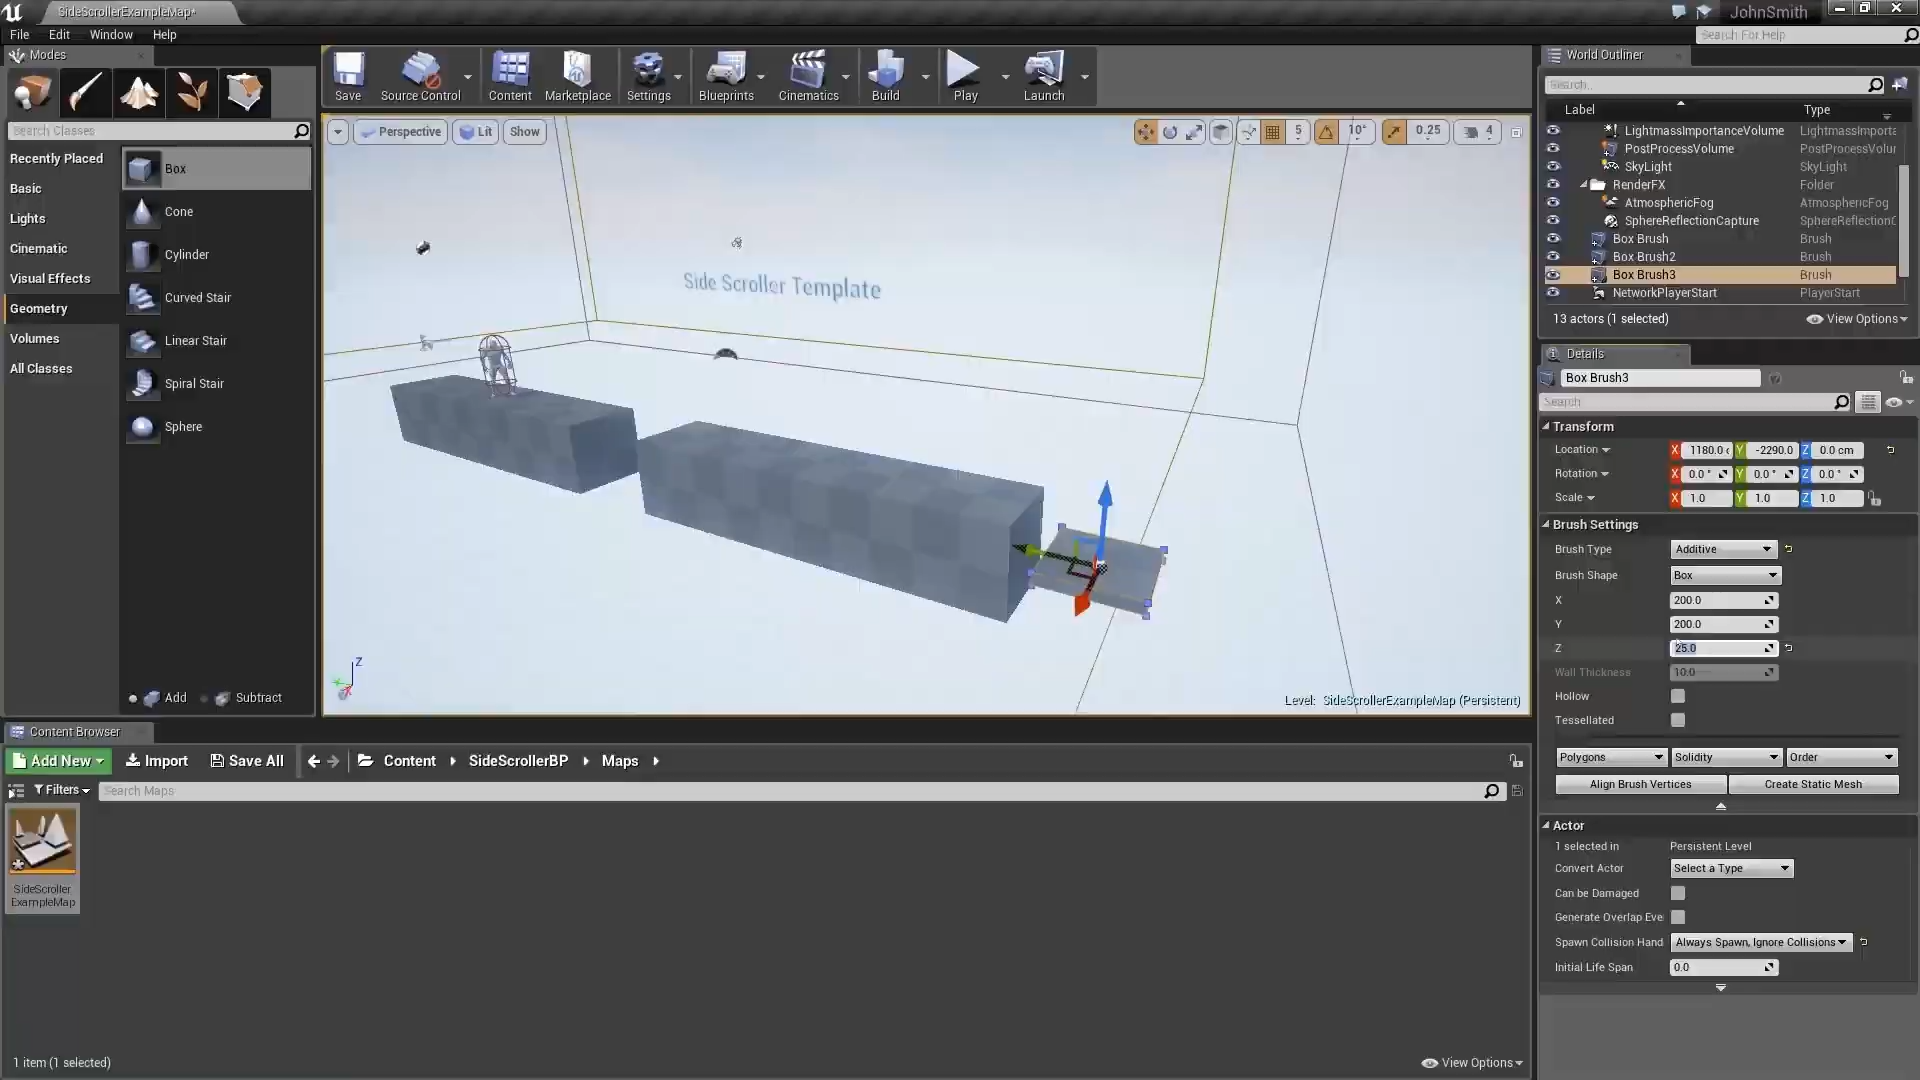 SideScrollerExampleMap*
JohnSmith
File Edit Window Help
Search For Help
Modes
Search Classes
Recently Placed
Basic
Lights
Cinematic
Visual Effects
Geometry
Volumes
All Classes
Box
Cone
Cylinder
Curved Stair
Linear Stair
Spiral Stair
Sphere
Add Subtract
Save Source Control Content Marketplace Settings Blueprints Cinematics Build Play Launch
Perspective Lit Show
5 10° 0.25 4
Side Scroller Template
Z
Level: SideScrollerExampleMap (Persistent)
World Outliner
Search...
Label Type
LightmassImportanceVolume LightmassImporta
PostProcessVolume PostProcessVolur
SkyLight SkyLight
RenderFX Folder
AtmosphericFog AtmosphericFog
SphereReflectionCapture SphereReflectionC
Box Brush Brush
Box Brush2 Brush
Box Brush3 Brush
NetworkPlayerStart PlayerStart
13 actors (1 selected) View Options
Details
Box Brush3
Search
Transform
Location X 1180.0 c Y -2290.0 Z 0.0 cm
Rotation X 0.0 ° Y 0.0 ° Z 0.0 °
Scale X 1.0 Y 1.0 Z 1.0
Brush Settings
Brush Type Additive
Brush Shape Box
X 200.0
Y 200.0
Z 25.0
Wall Thickness 10.0
Hollow
Tessellated
Polygons Solidity Order
Align Brush Vertices Create Static Mesh
Actor
1 selected in Persistent Level
Convert Actor Select a Type
Can be Damaged
Generate Overlap Eve
Spawn Collision Hand Always Spawn, Ignore Collisions
Initial Life Span 0.0
Content Browser
Add New Import Save All Content SideScrollerBP Maps
Filters Search Maps
SideScroller
ExampleMap
1 item (1 selected) View Options